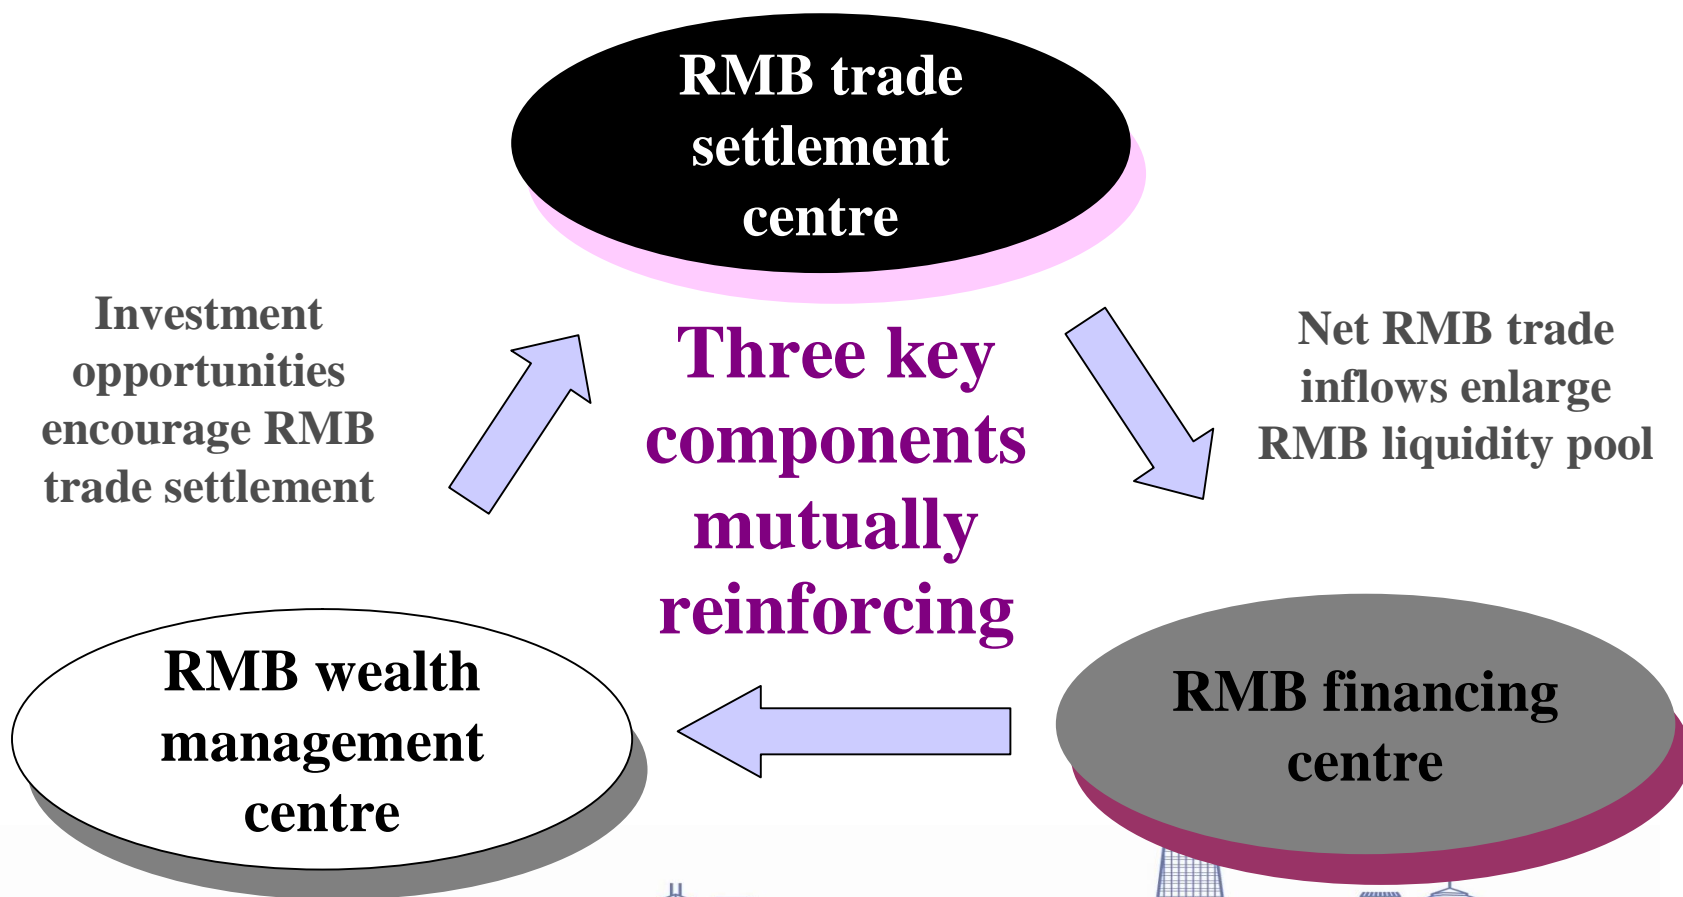 RMB trade
settlement
centre
Investment
opportunities
encourage RMB
trade settlement
Three key
components
mutually
reinforcing
Net RMB trade
inflows enlarge
RMB liquidity pool
RMB wealth
management
centre
RMB financing
centre